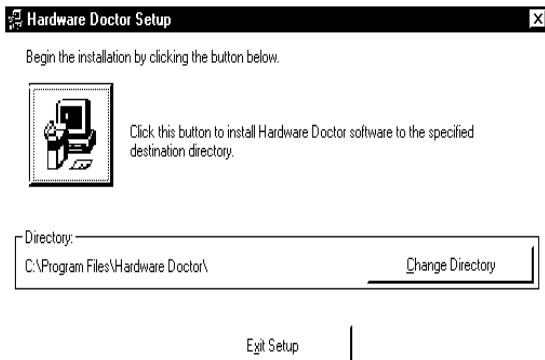 Hardware Doctor Setup
Begin the installation by clicking the button below.
Click this button to install Hardware Doctor software to the specified
destination directory.
Directory:
C:\Program Files\Hardware Doctor\
Change Directory
Exit Setup